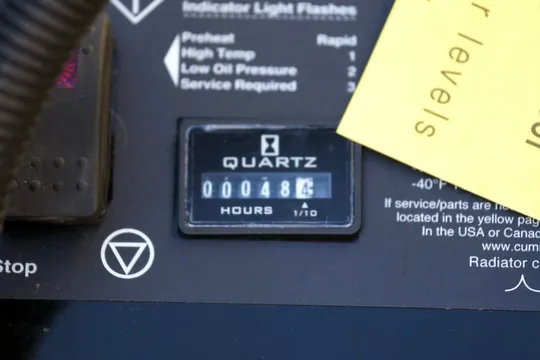 Indicator Light Flashes
Preheat Rapid
High Temp 1
Low Oil Pressure 2
Service Required 3
r levels
QUARTZ
000484
HOURS 1/10
-40°F
If service/parts are ne
located in the yellow pag
In the USA or Canad
www.cum
Stop
Radiator c